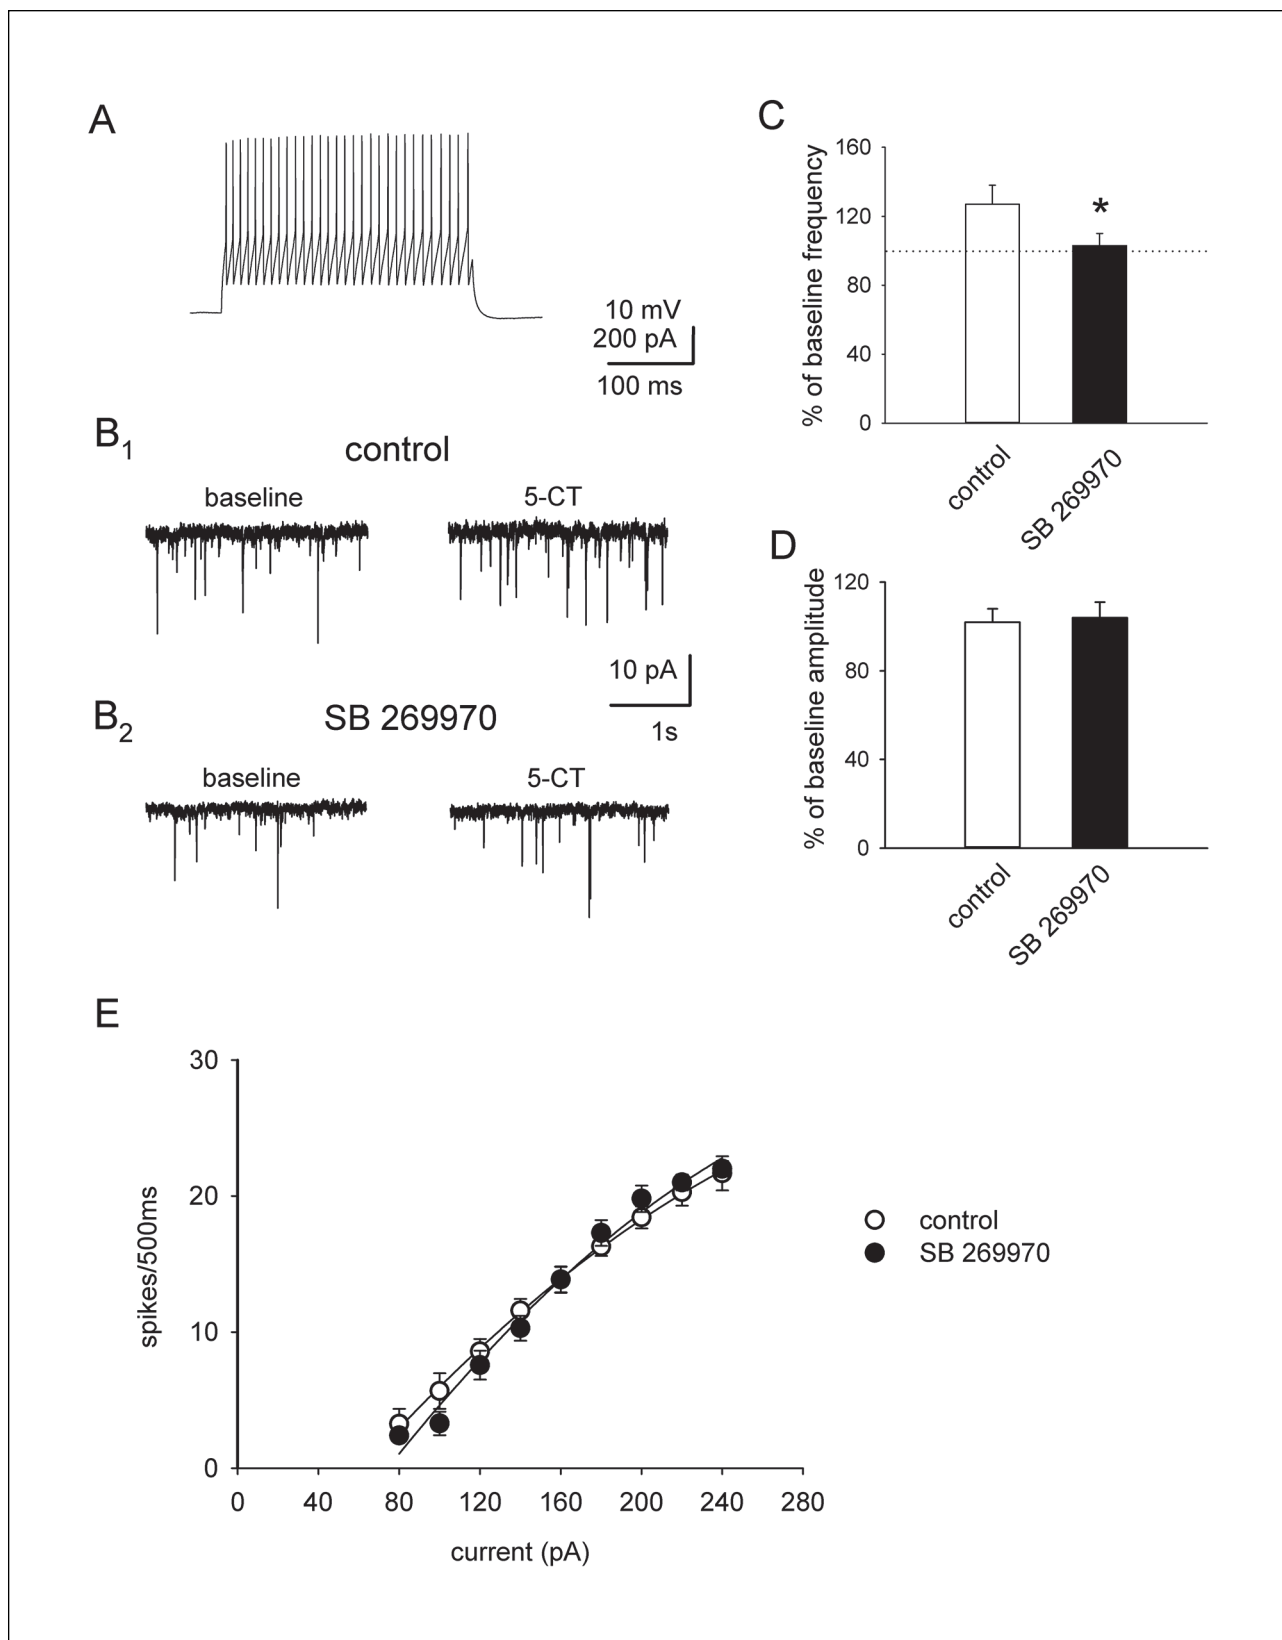 A
10 mV
200 pA
100 ms
B1
control
baseline
5-CT
10 pA
1s
B2
SB 269970
baseline
5-CT
C
% of baseline frequency
160
120
80
40
0
*
control
SB 269970
D
% of baseline amplitude
120
80
40
0
control
SB 269970
E
spikes/500ms
30
20
10
0
0 40 80 120 160 200 240 280
current (pA)
control
SB 269970